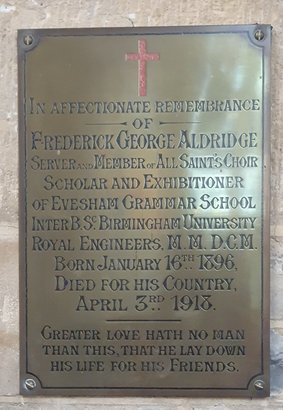 IN AFFECTIONATE REMEMBRANCE
OF
FREDERICK GEORGE ALDRIDGE
SERVER AND MEMBER OF ALL SAINTS CHOIR
SCHOLAR AND EXHIBITIONER
OF EVESHAM GRAMMAR SCHOOL
INTER B.Sc. BIRMINGHAM UNIVERSITY
ROYAL ENGINEERS, M.M. D.C.M.
BORN JANUARY 16TH 1896,
DIED FOR HIS COUNTRY,
APRIL 3RD 1918.
GREATER LOVE HATH NO MAN
THAN THIS, THAT HE LAY DOWN
HIS LIFE FOR HIS FRIENDS.